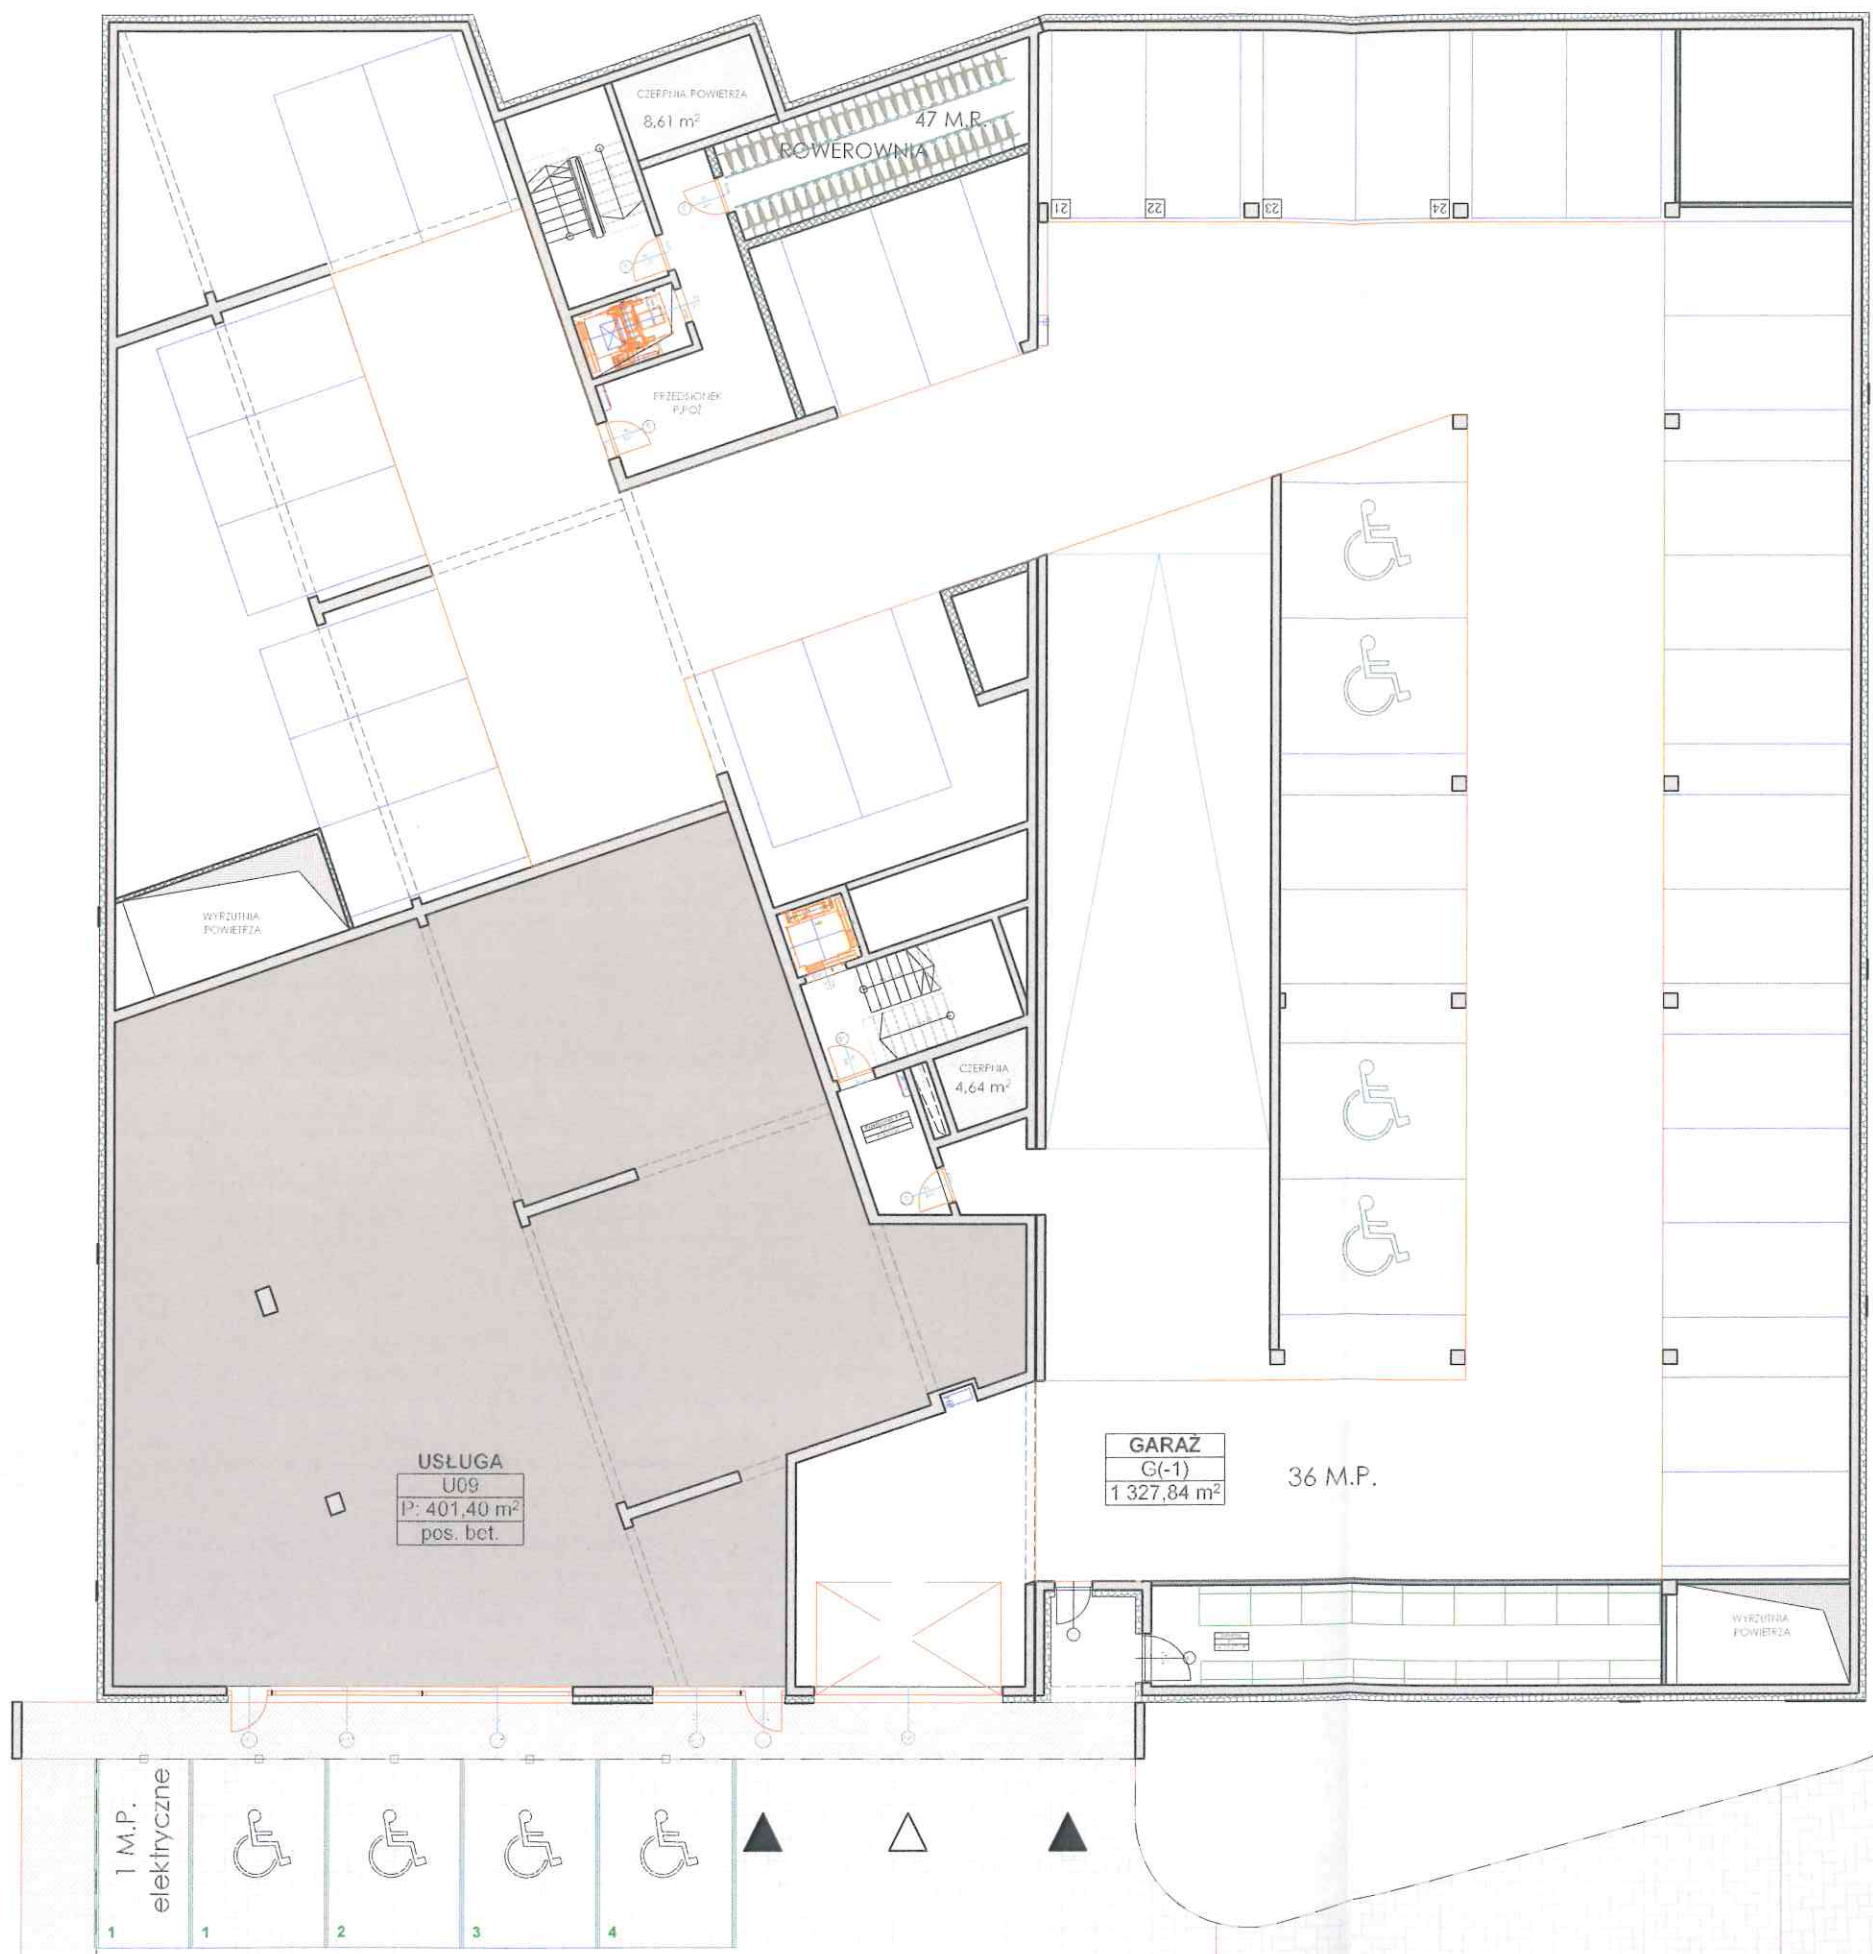 CZERPNIA POWIETRZA
8,61 m²
47 M.R.
ROWEROWNIA
21
22
23
24
PRZEDSIONEK
P.POŻ
WYRZUTNIA
POWIETRZA
CZERPNIA
4,64 m²
USŁUGA
U09
P: 401,40 m²
pos. bet.
GARAŻ
G(-1)
1 327,84 m²
36 M.P.
WYRZUTNIA
POWIETRZA
1 M.P.
elektryczne
1
1
2
3
4